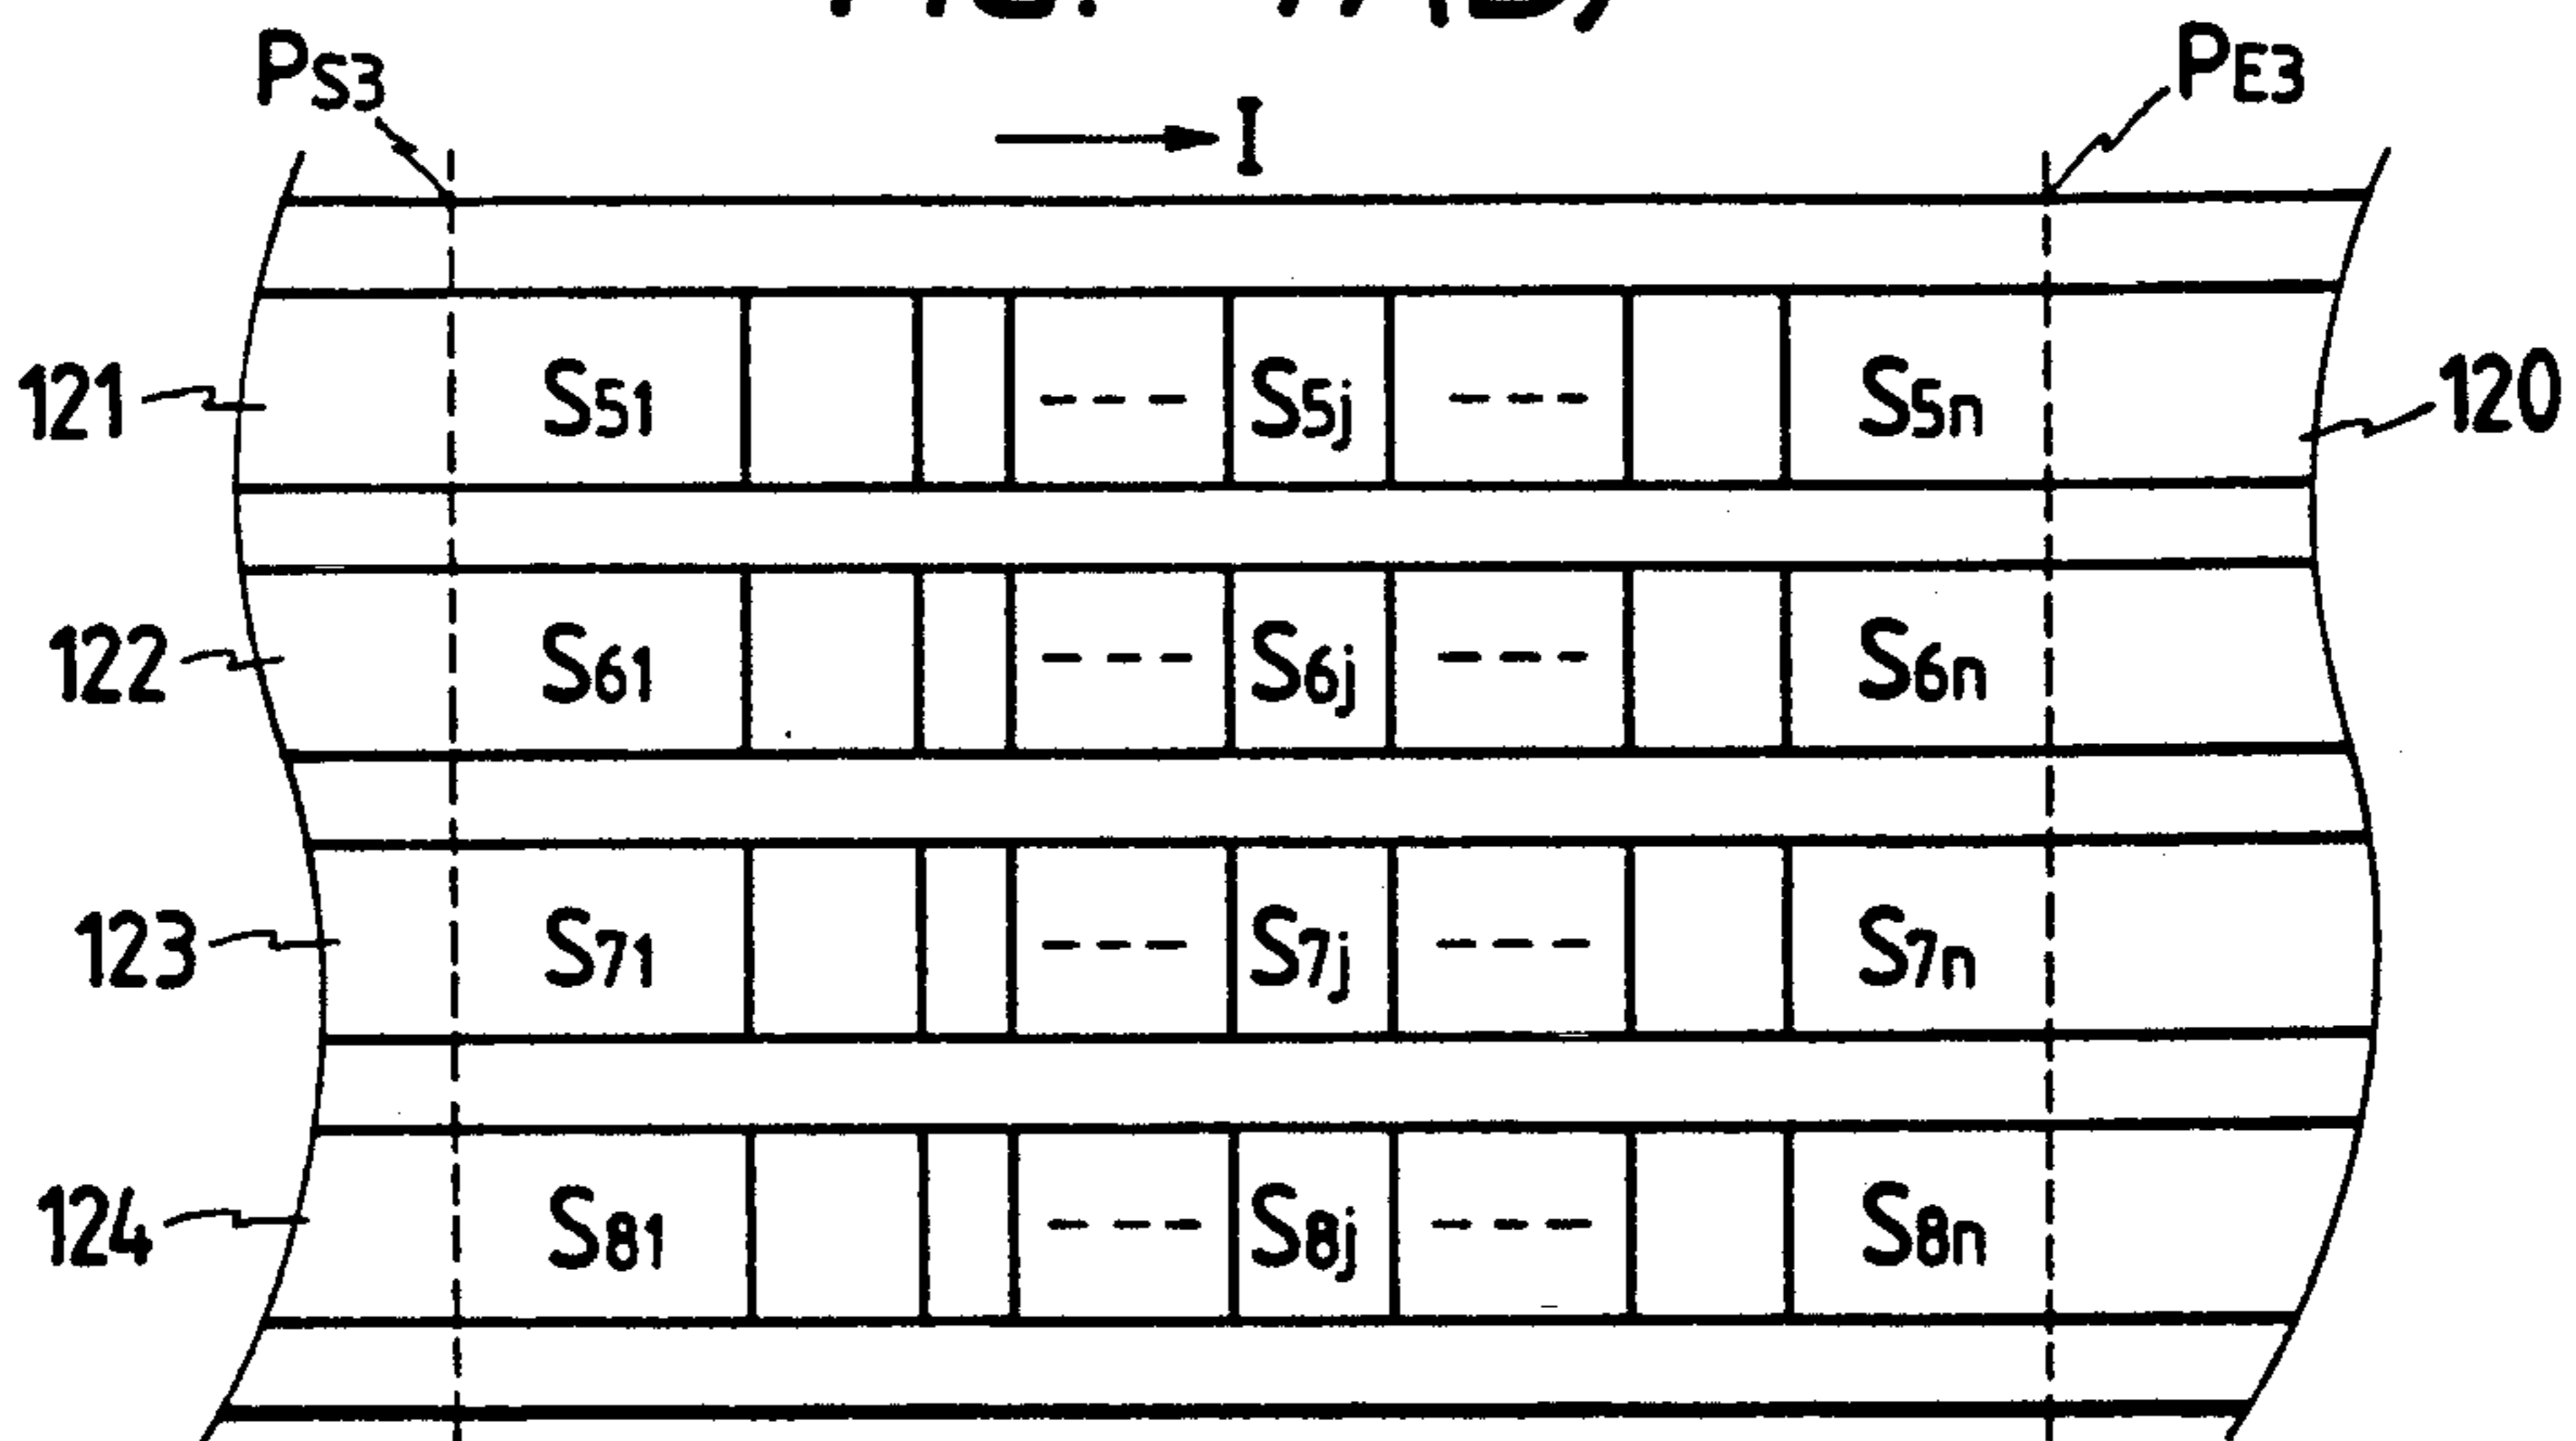 PS3 I PE3
121 S51 --- S5j --- S5n 120
122 S61 --- S6j --- S6n
123 S71 --- S7j --- S7n
124 S81 --- S8j --- S8n